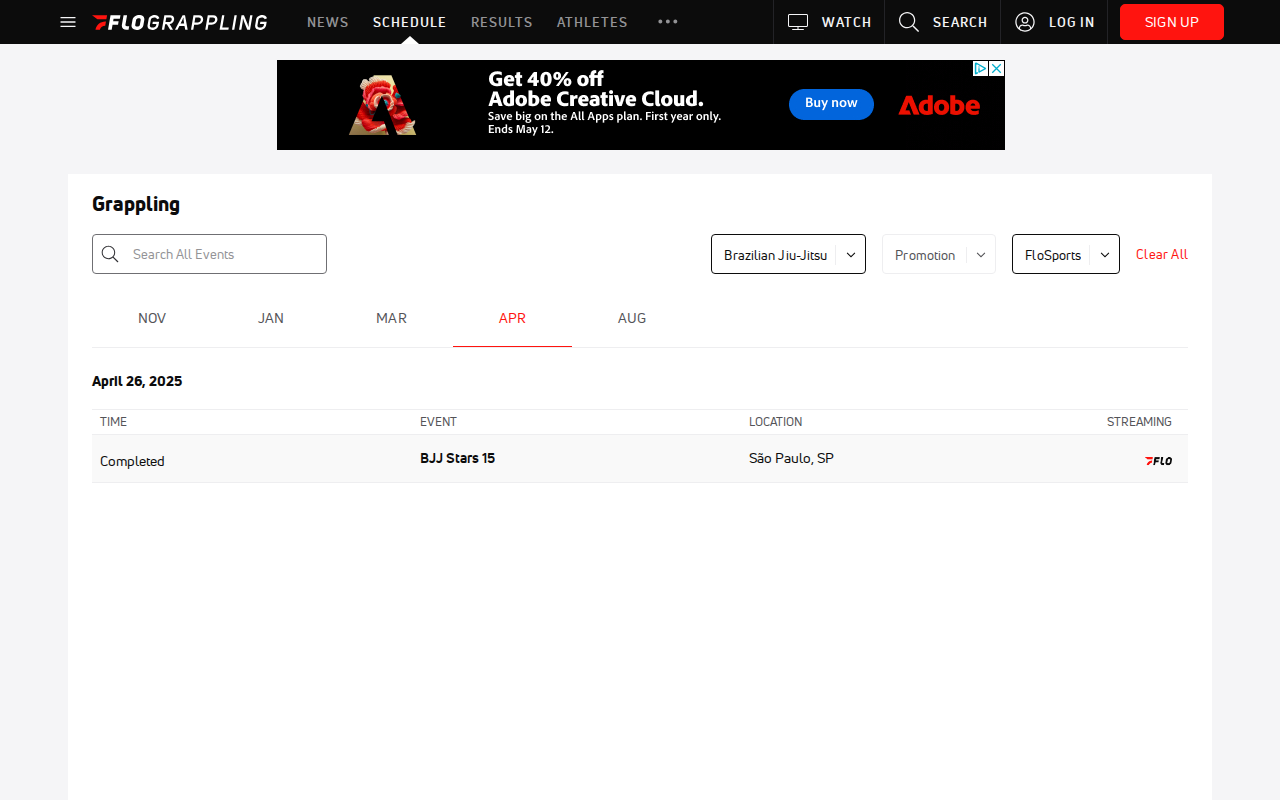 FLOGRAPPLING NEWS SCHEDULE RESULTS ATHLETES ••• WATCH SEARCH LOG IN SIGN UP
Get 40% off
Adobe Creative Cloud.
Save big on the All Apps plan. First year only.
Ends May 12.
Buy now
Adobe
Grappling
Search All Events Brazilian Jiu-Jitsu Promotion FloSports Clear All
NOV JAN MAR APR AUG
April 26, 2025
TIME EVENT LOCATION STREAMING
Completed BJJ Stars 15 São Paulo, SP FLO